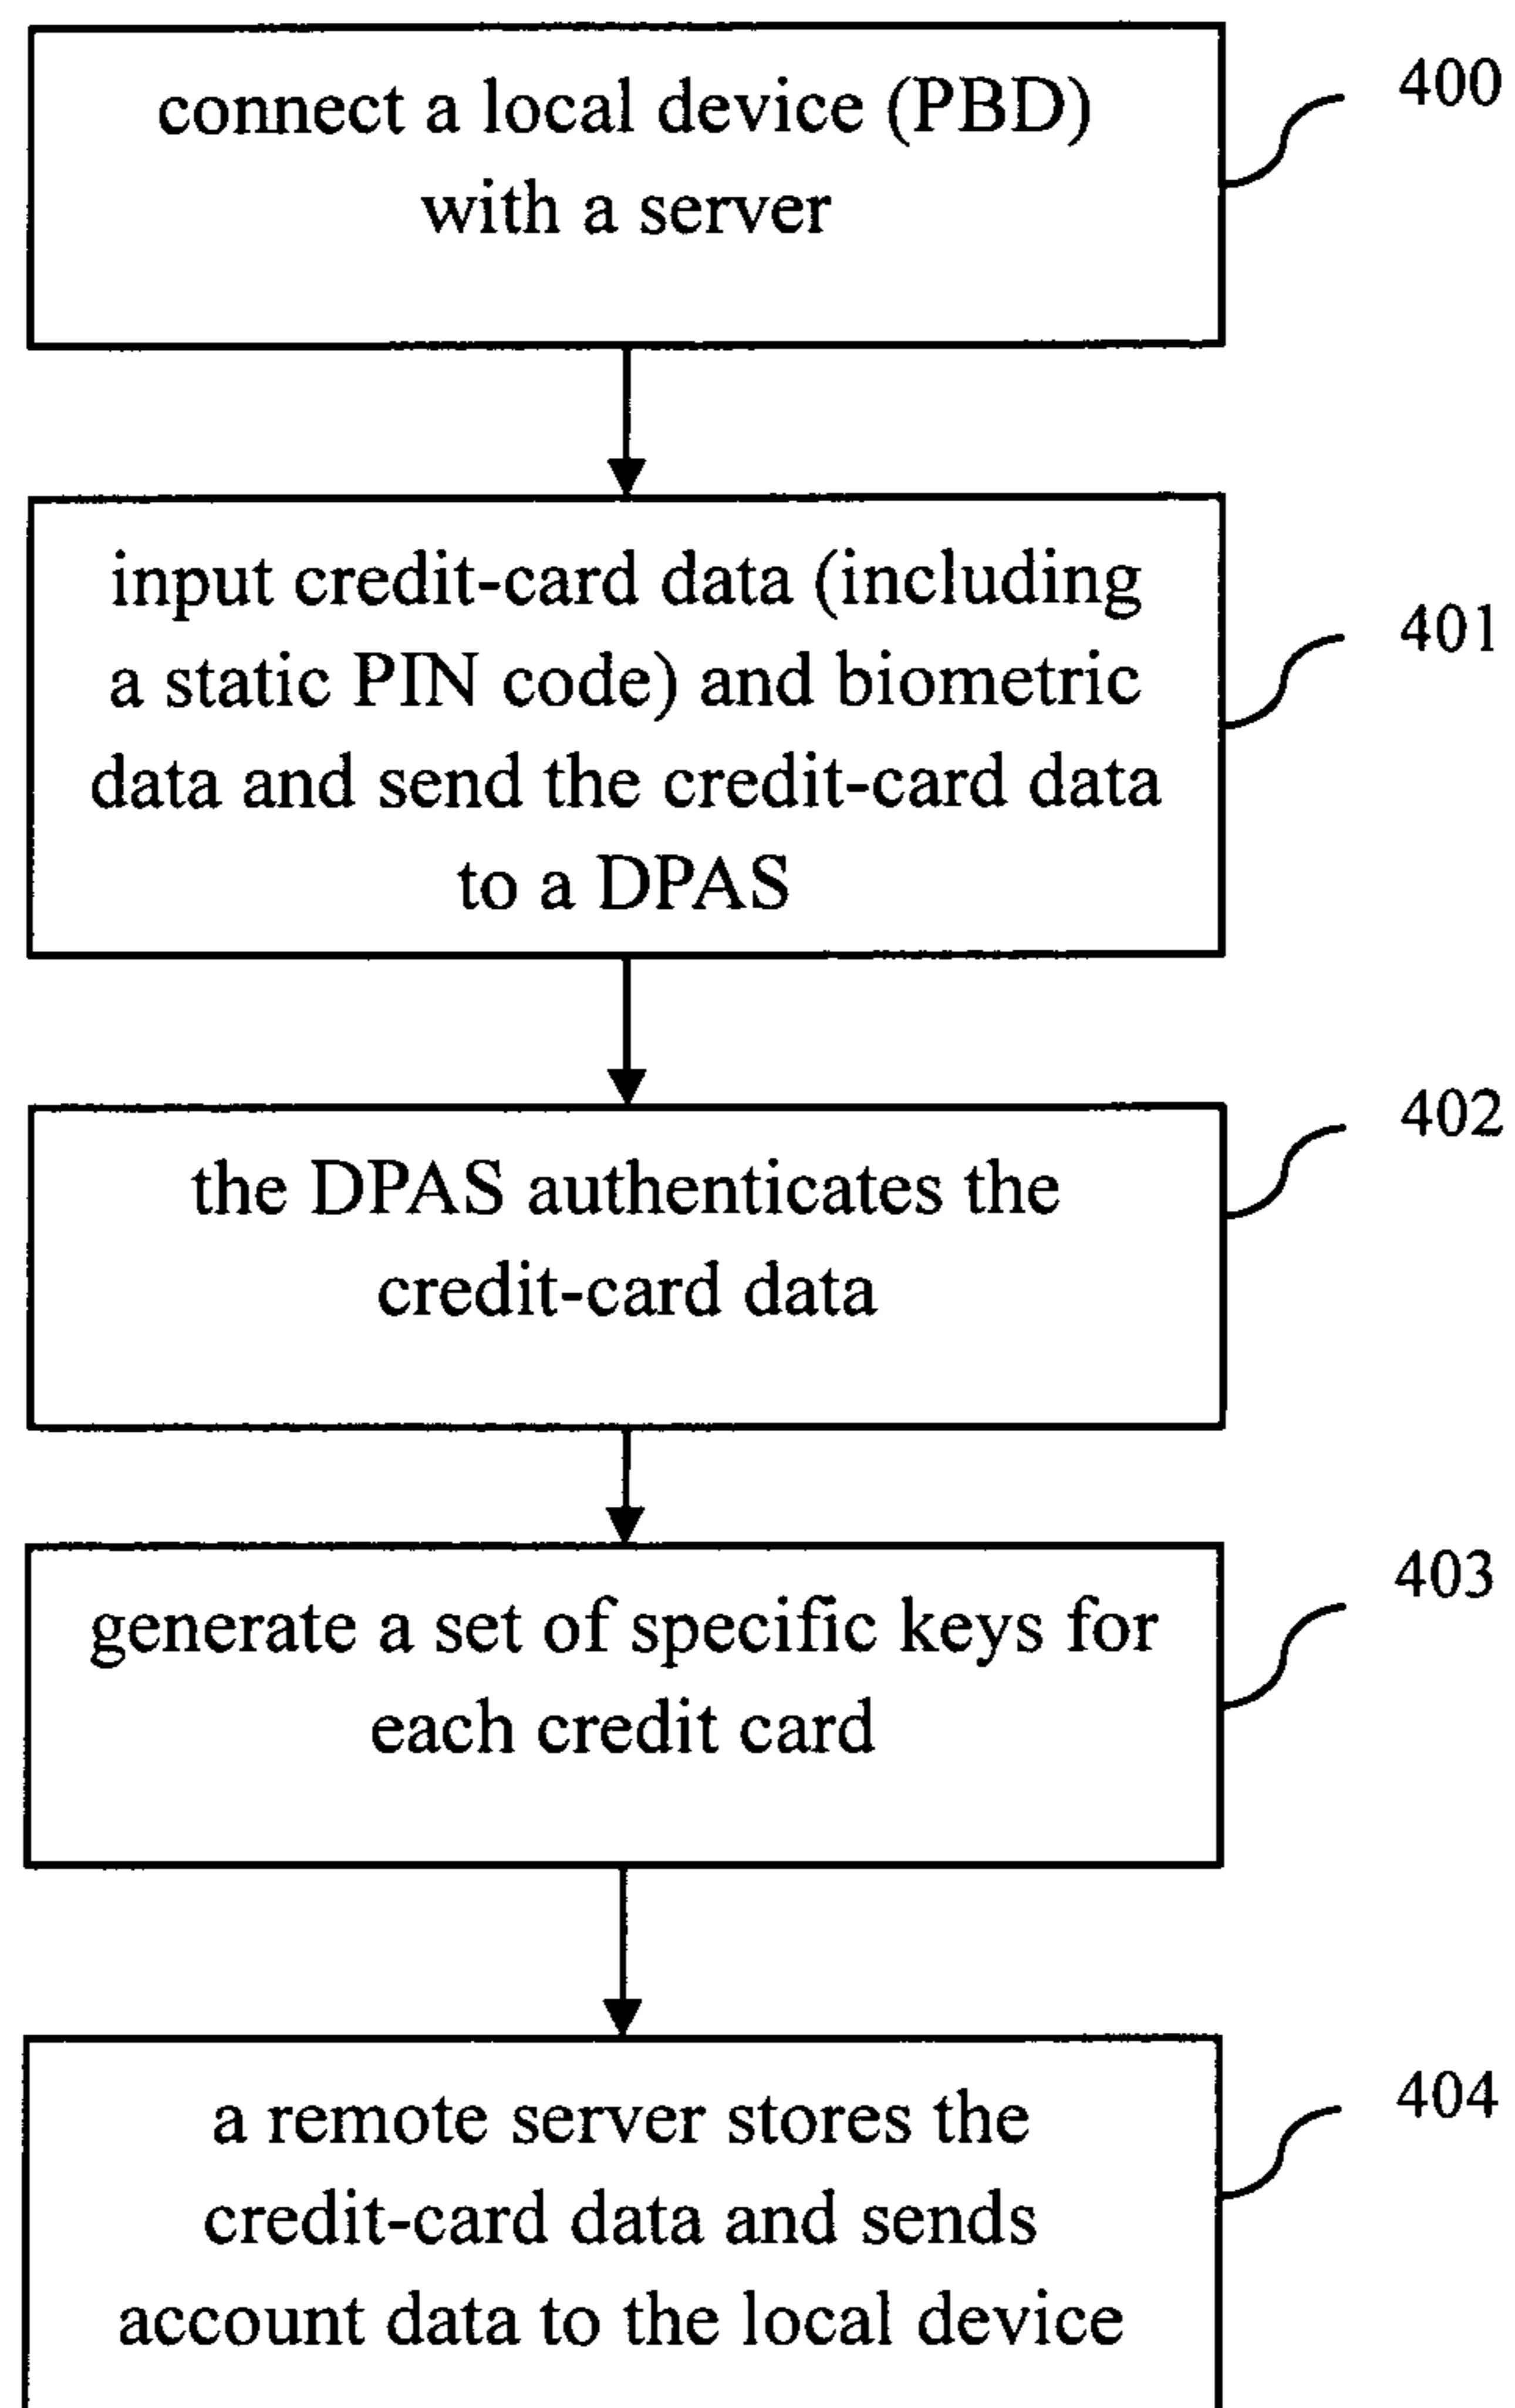 connect a local device (PBD)
with a server
400
input credit-card data (including
a static PIN code) and biometric
data and send the credit-card data
to a DPAS
401
the DPAS authenticates the
credit-card data
402
generate a set of specific keys for
each credit card
403
a remote server stores the
credit-card data and sends
account data to the local device
404